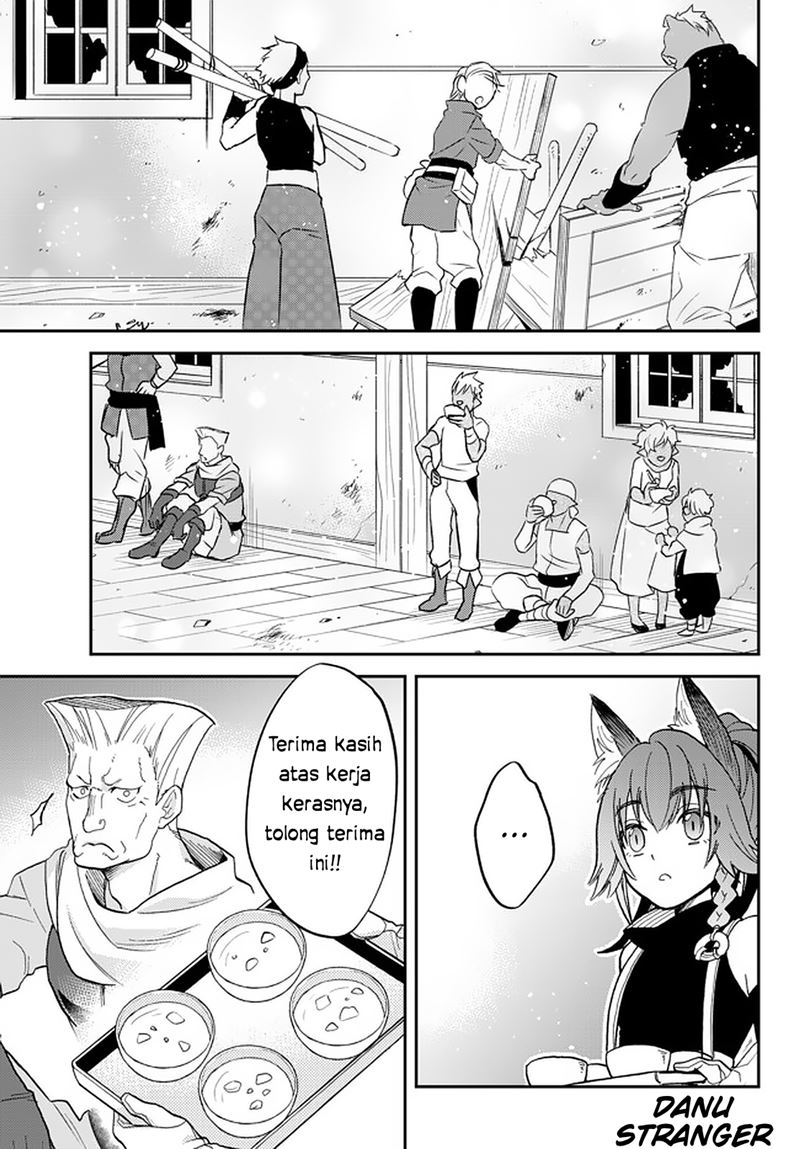 ...
Terima kasih
atas kerja
kerasnya,
tolong terima
ini!!
DANU
STRANGER